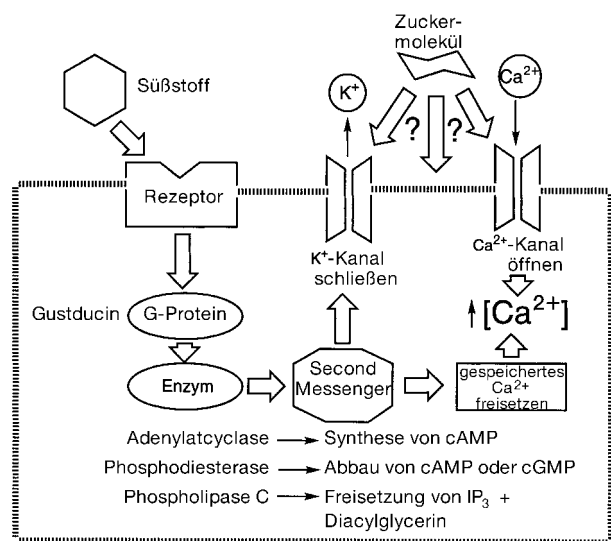 Zucker-
molekül
Süßstoff
K⁺
Ca²⁺
?
?
Rezeptor
K⁺-Kanal
schließen
Ca²⁺-Kanal
öffnen
Gustducin
G-Protein
[Ca²⁺]
Enzym
Second
Messenger
gespeichertes
Ca²⁺
freisetzen
Adenylatcyclase
Synthese von cAMP
Phosphodiesterase
Abbau von cAMP oder cGMP
Phospholipase C
Freisetzung von IP₃ +
Diacylglycerin